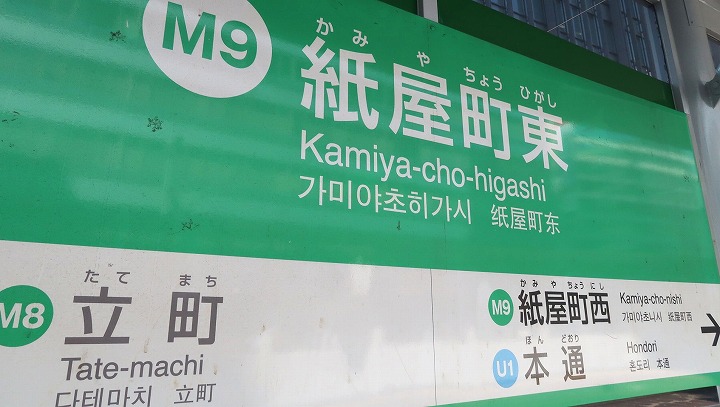 M9
かみ や ちょう ひがし
紙屋町東
Kamiya-cho-higashi
가미야초히가시 纸屋町东
M8
たて まち
立町
Tate-machi
다테마치 立町
かみ や ちょう にし
M9 紙屋町西 Kamiya-cho-nishi
가미야초니시 纸屋町西
ほん どおり
U1 本通 Hondori
혼도리 本通
→